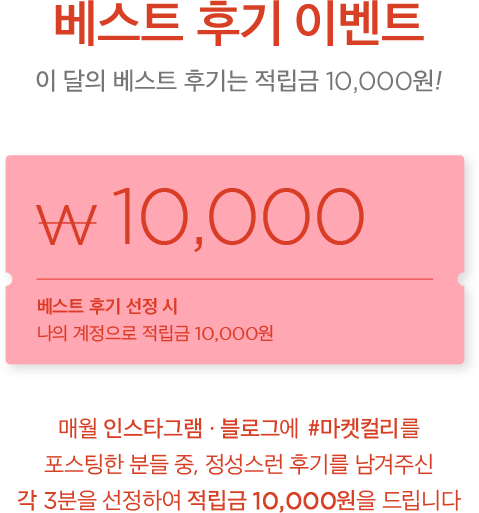 베스트 후기 이벤트
이 달의 베스트 후기는 적립금 10,000원!
₩ 10,000
베스트 후기 선정 시
나의 계정으로 적립금 10,000원
매월 인스타그램 · 블로그에 #마켓컬리를
포스팅한 분들 중, 정성스런 후기를 남겨주신
각 3분을 선정하여 적립금 10,000원을 드립니다